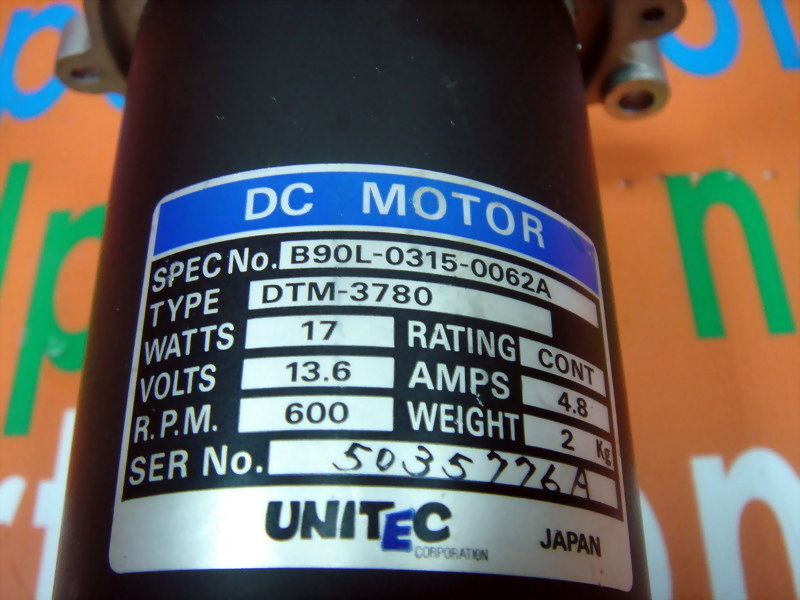 DC MOTOR
SPEC No. B90L-0315-0062A
TYPE DTM-3780
WATTS 17 RATING CONT
VOLTS 13.6 AMPS 4.8
R.P.M. 600 WEIGHT 2 Kg
SER No. 5035776A
UNITEC
CORPORATION
JAPAN